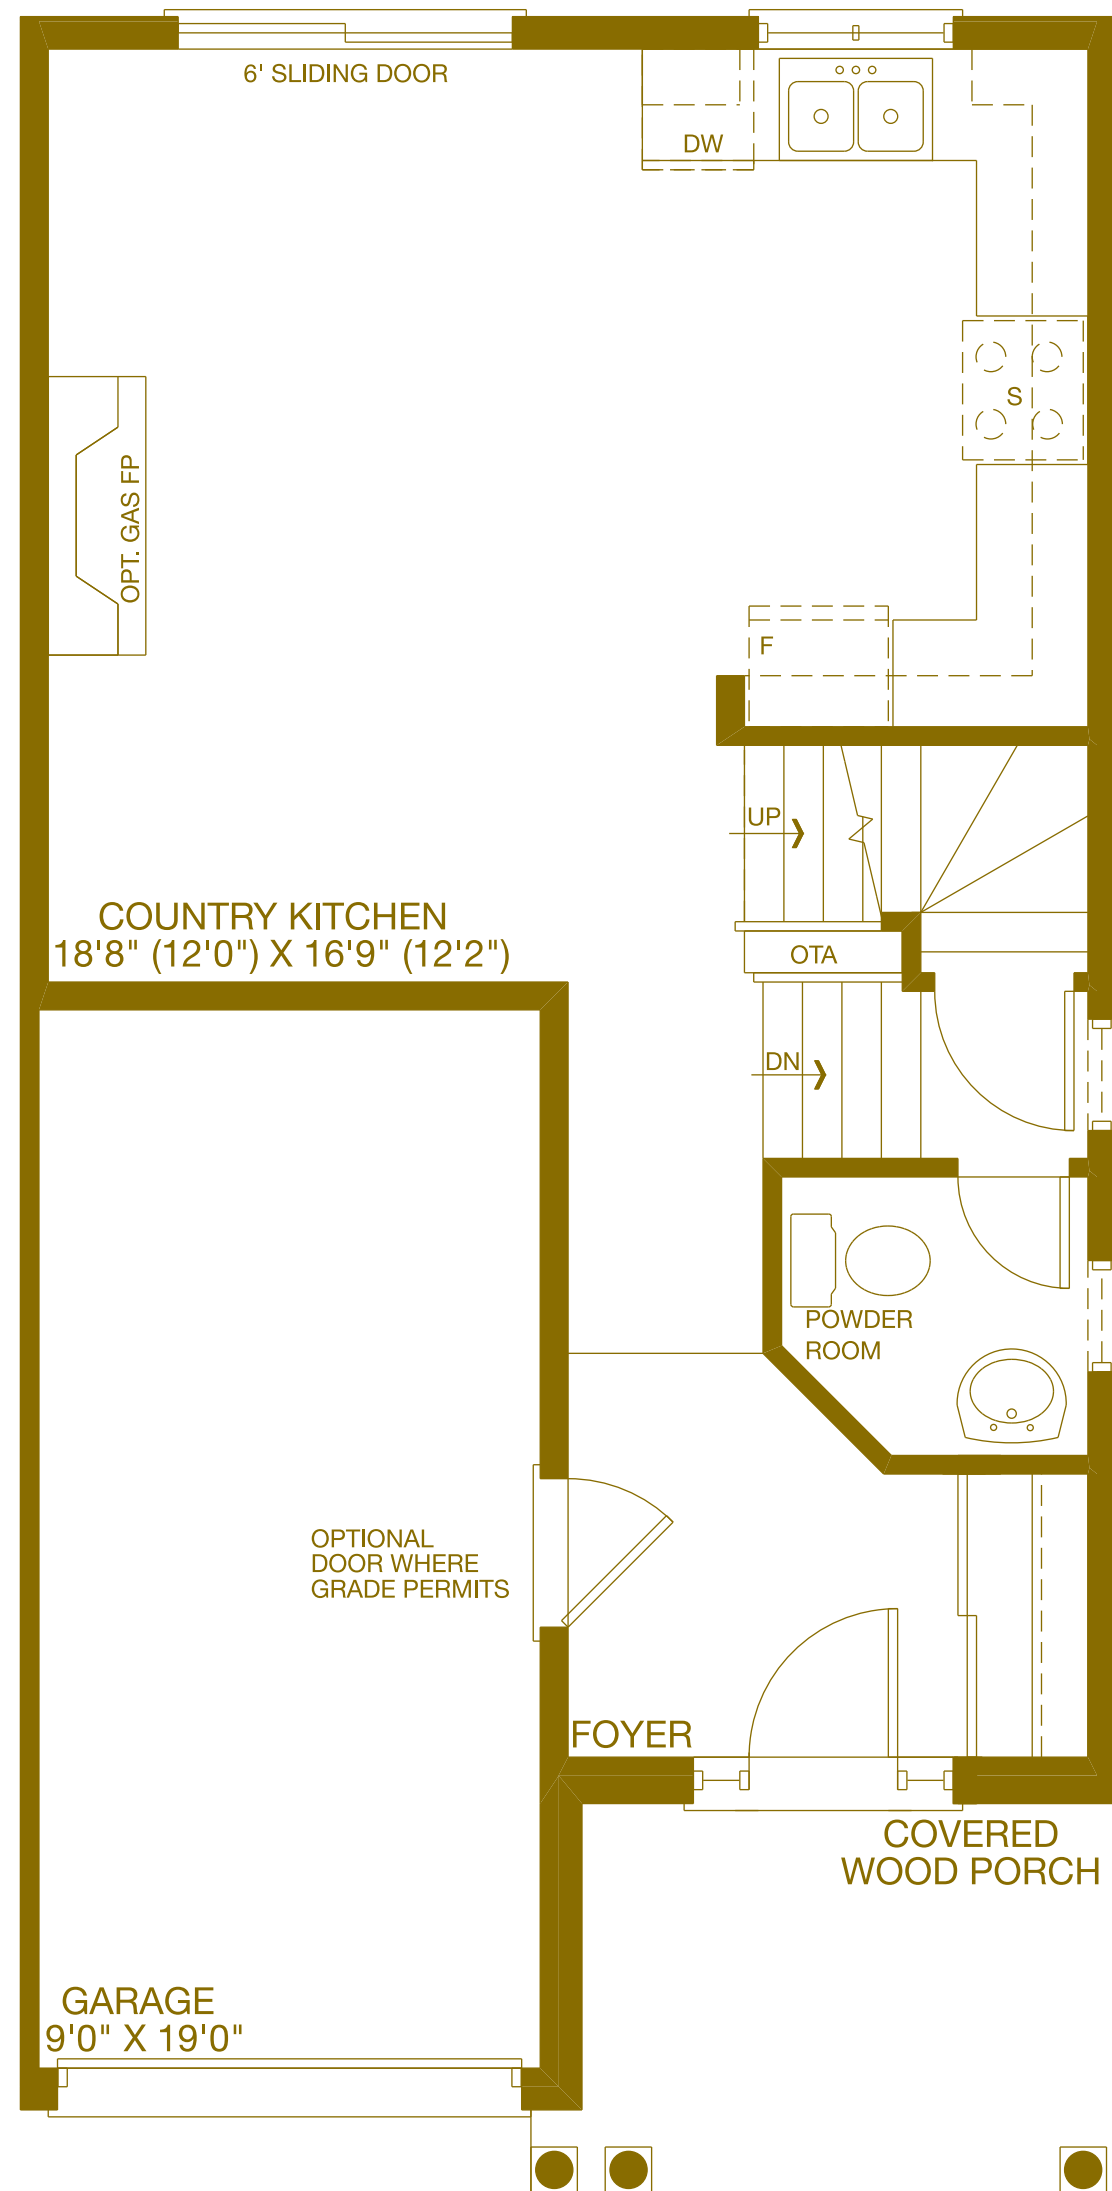 6' SLIDING DOOR
DW
S
OPT. GAS FP
F
UP
COUNTRY KITCHEN
18'8" (12'0") X 16'9" (12'2")
OTA
DN
POWDER
ROOM
OPTIONAL
DOOR WHERE
GRADE PERMITS
FOYER
COVERED
WOOD PORCH
GARAGE
9'0" X 19'0"